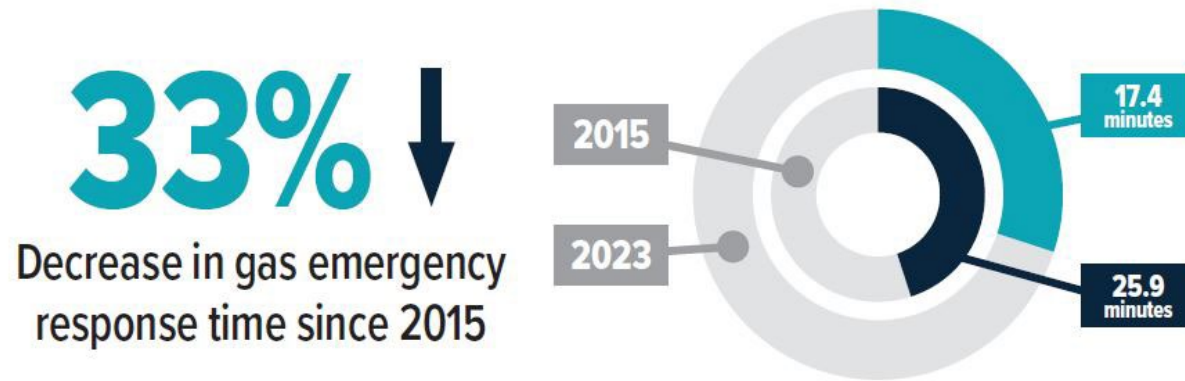 33%
Decrease in gas emergency
response time since 2015
2015
2023
17.4
minutes
25.9
minutes